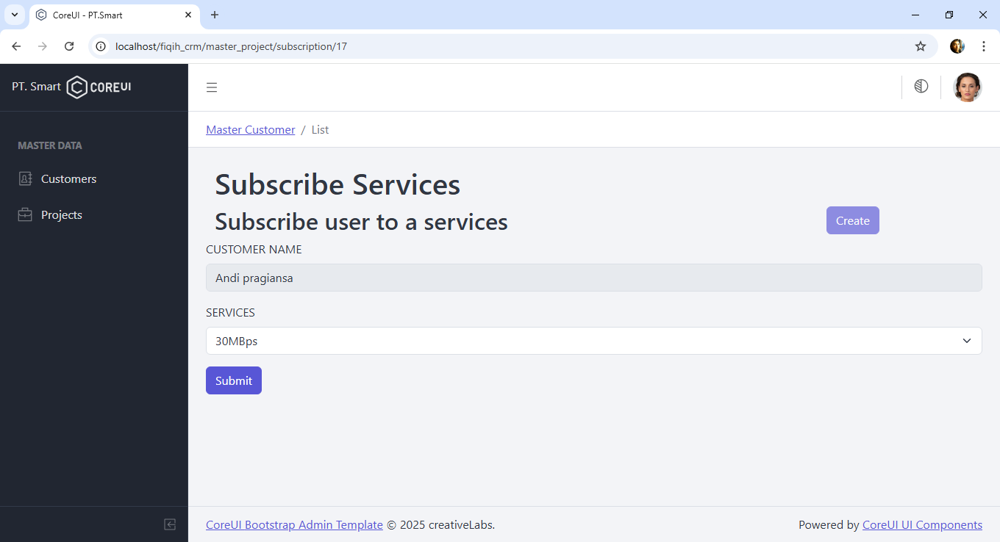 CoreUI - PT.Smart
localhost/fiqih_crm/master_project/subscription/17
PT. Smart COREUI
Master Customer / List
MASTER DATA
Customers
Projects
Subscribe Services
Subscribe user to a services
Create
CUSTOMER NAME
Andi pragiansa
SERVICES
30MBps
Submit
CoreUI Bootstrap Admin Template © 2025 creativeLabs.
Powered by CoreUI UI Components